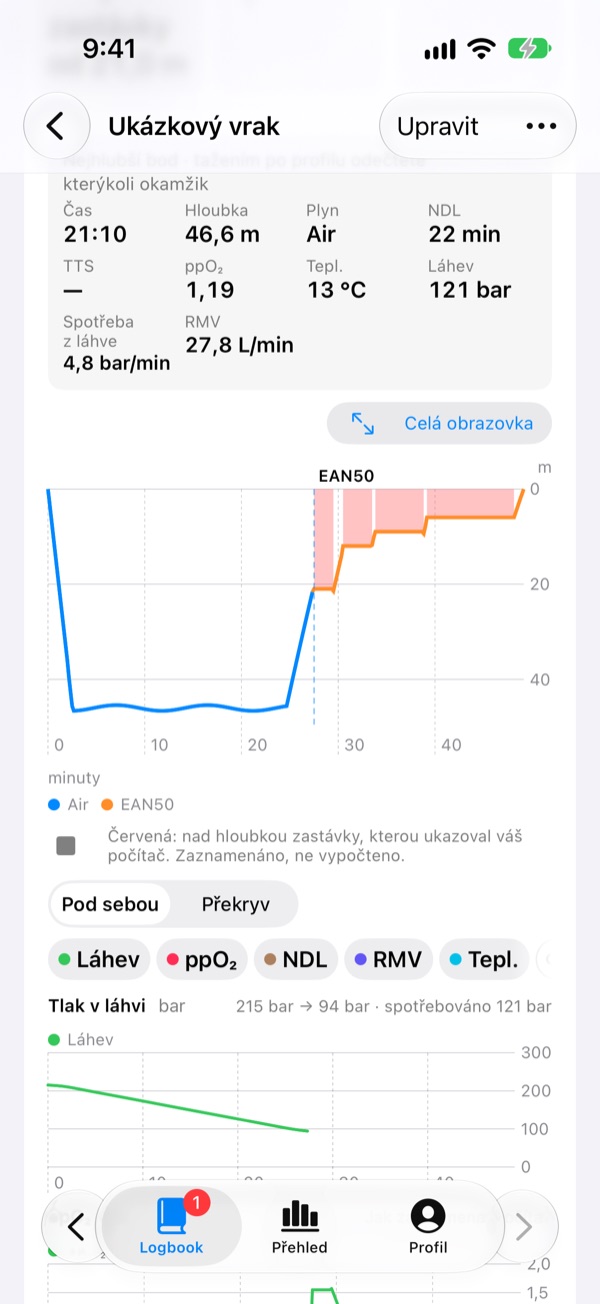 9:41
Ukázkový vrak
Upravit
kterýkoli okamžik
Čas Hloubka Plyn NDL
21:10 46,6 m Air 22 min
TTS ppO₂ Tepl. Láhev
— 1,19 13 °C 121 bar
Spotřeba z láhve RMV
4,8 bar/min 27,8 L/min
Celá obrazovka
EAN50
m
0
20
40
0 10 20 30 40
minuty
Air EAN50
Červená: nad hloubkou zastávky, kterou ukazoval váš
počítač. Zaznamenáno, ne vypočteno.
Pod sebou Překryv
Láhev ppO₂ NDL RMV Tepl.
Tlak v láhvi bar 215 bar → 94 bar · spotřebováno 121 bar
Láhev
300
200
100
0
0
1
Logbook Přehled Profil
2,0
1,5